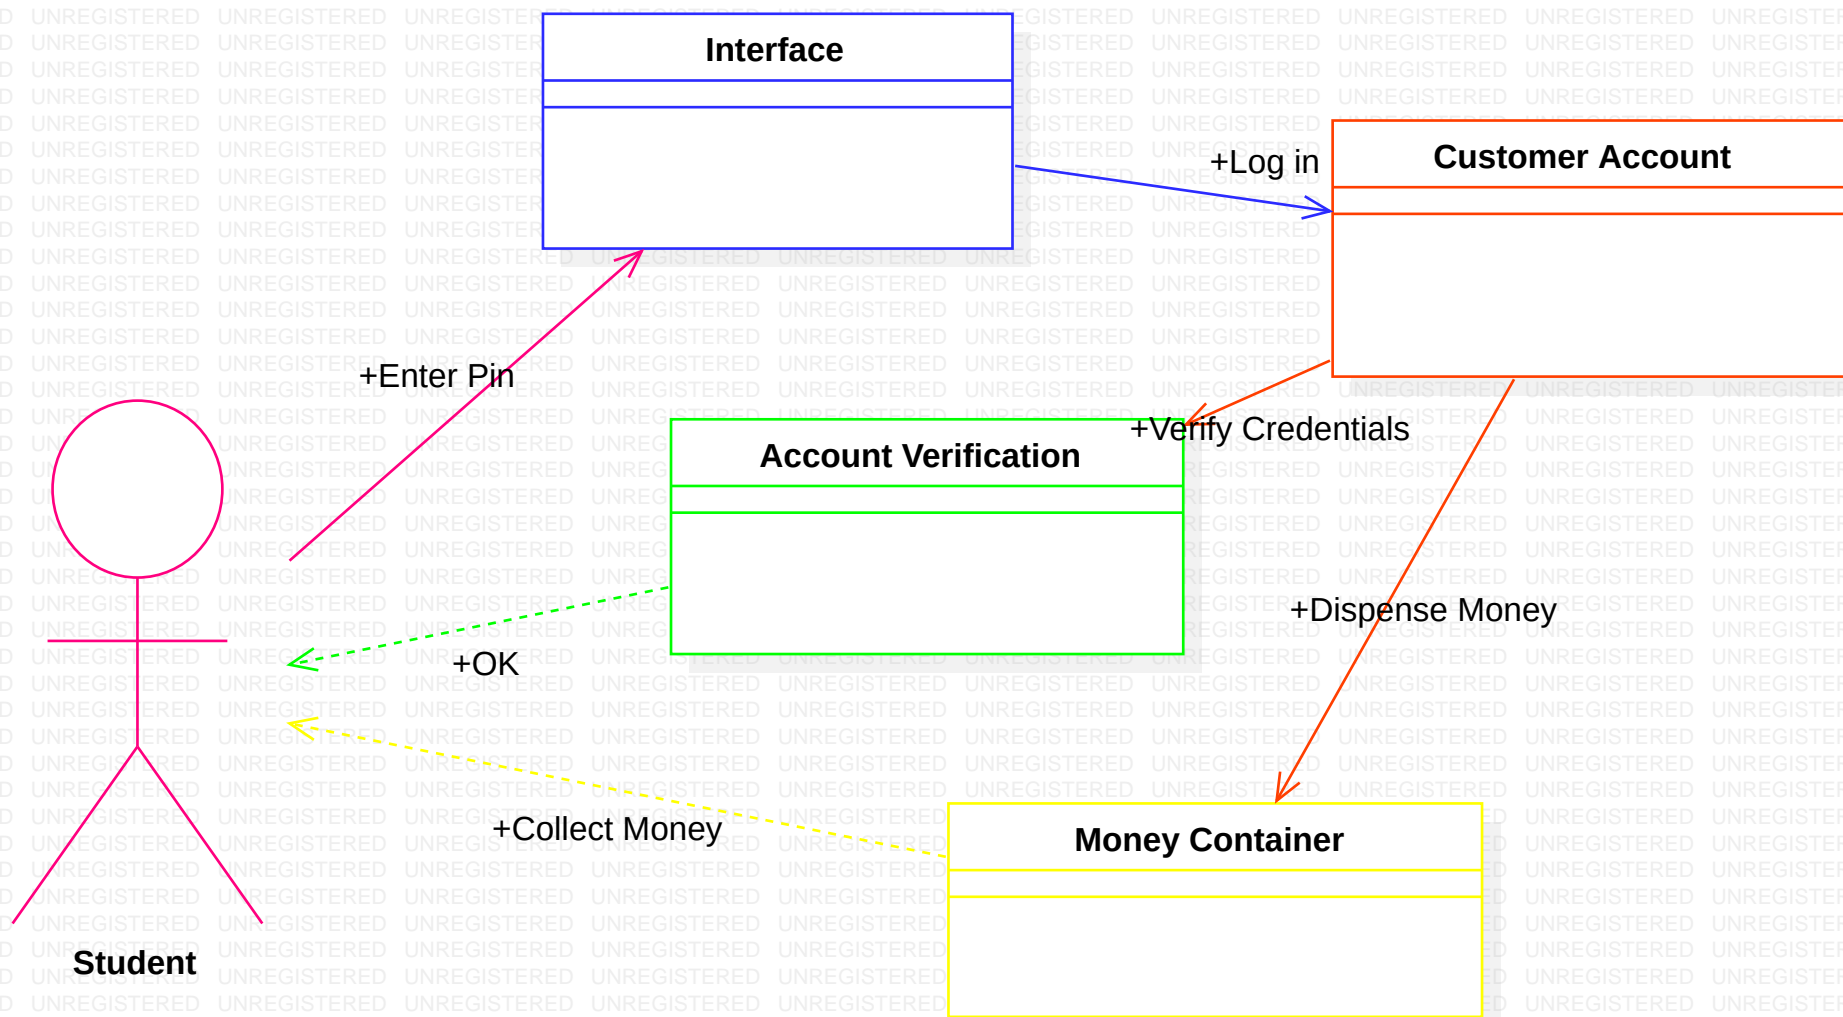 Interface
+Log in
Customer Account
+Enter Pin
+Verify Credentials
Account Verification
+Dispense Money
+OK
+Collect Money
Money Container
Student
UNREGISTERED